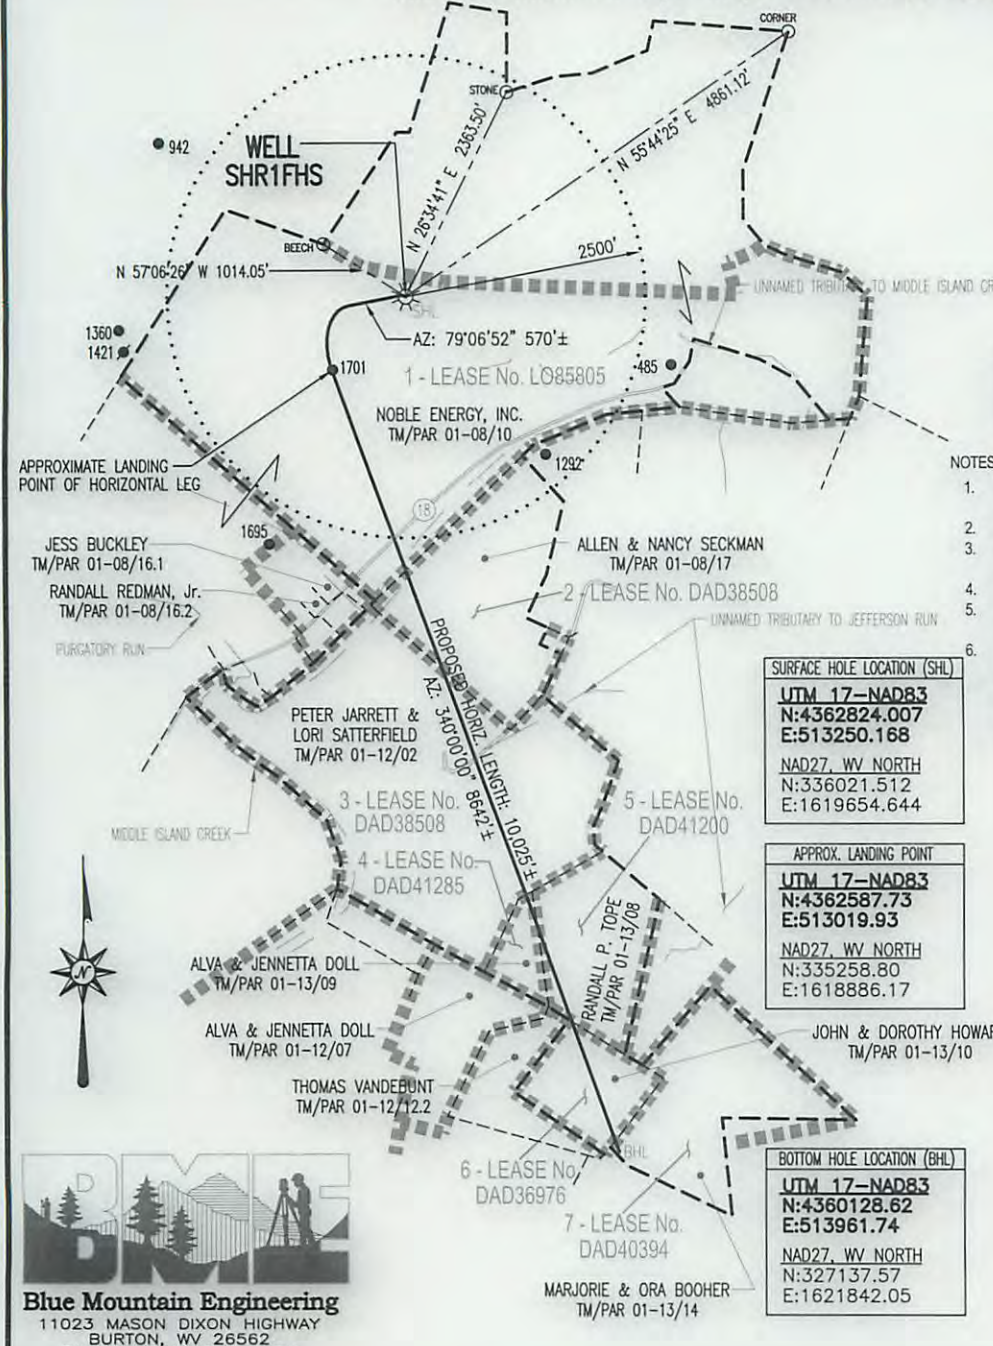 CORNER
STONE
N 55°44'25" E 4861.12'
N 26°34'41" E 2363.50'
942
WELL
SHR1FHS
BEECH
2500'
N 57°06'26" W 1014.05'
UNNAMED TRIBUTARY TO MIDDLE ISLAND CR
SHL
1360
1421
AZ: 79°06'52" 570'±
1701
485
1 - LEASE No. LO85805
NOBLE ENERGY, INC.
TM/PAR 01-08/10
APPROXIMATE LANDING
POINT OF HORIZONTAL LEG
1292
NOTES
1.
2.
3.
4.
5.
6.
18
1695
JESS BUCKLEY
TM/PAR 01-08/16.1
RANDALL REDMAN, Jr.
TM/PAR 01-08/16.2
ALLEN & NANCY SECKMAN
TM/PAR 01-08/17
2 - LEASE No. DAD38508
PURGATORY RUN
UNNAMED TRIBUTARY TO JEFFERSON RUN
PROPOSED HORIZ. LENGTH: 10,025'±
AZ: 340°00'00" 8642'±
SURFACE HOLE LOCATION (SHL)
UTM 17-NAD83
N:4362824.007
E:513250.168
NAD27, WV NORTH
N:336021.512
E:1619654.644
PETER JARRETT &
LORI SATTERFIELD
TM/PAR 01-12/02
3 - LEASE No.
DAD38508
5 - LEASE No.
DAD41200
MIDDLE ISLAND CREEK
4 - LEASE No.
DAD41285
APPROX. LANDING POINT
UTM 17-NAD83
N:4362587.73
E:513019.93
NAD27, WV NORTH
N:335258.80
E:1618886.17
RANDALL P. TOPE
TM/PAR 01-13/08
N
ALVA & JENNETTA DOLL
TM/PAR 01-13/09
ALVA & JENNETTA DOLL
TM/PAR 01-12/07
JOHN & DOROTHY HOWAR
TM/PAR 01-13/10
THOMAS VANDEBUNT
TM/PAR 01-12/12.2
BHL
6 - LEASE No.
DAD36976
7 - LEASE No.
DAD40394
BOTTOM HOLE LOCATION (BHL)
UTM 17-NAD83
N:4360128.62
E:513961.74
NAD27, WV NORTH
N:327137.57
E:1621842.05
MARJORIE & ORA BOOHER
TM/PAR 01-13/14
BME
Blue Mountain Engineering
11023 MASON DIXON HIGHWAY
BURTON, WV 26562